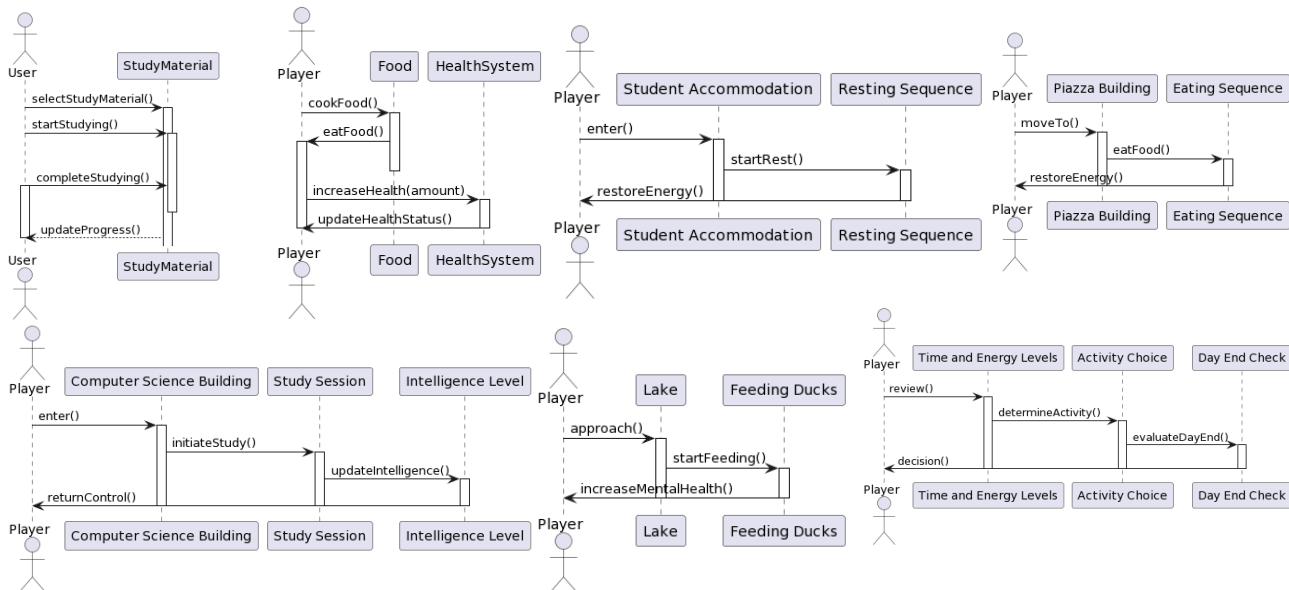 User
StudyMaterial
selectStudyMaterial()
startStudying()
completeStudying()
updateProgress()
User
StudyMaterial
Player
Food
HealthSystem
cookFood()
eatFood()
increaseHealth(amount)
updateHealthStatus()
Player
Food
HealthSystem
Player
Student Accommodation
Resting Sequence
enter()
startRest()
restoreEnergy()
Player
Student Accommodation
Resting Sequence
Player
Piazza Building
Eating Sequence
moveTo()
eatFood()
restoreEnergy()
Player
Piazza Building
Eating Sequence
Player
Computer Science Building
Study Session
Intelligence Level
enter()
initiateStudy()
updateIntelligence()
returnControl()
Player
Computer Science Building
Study Session
Intelligence Level
Player
Lake
Feeding Ducks
approach()
startFeeding()
increaseMentalHealth()
Player
Lake
Feeding Ducks
Player
Time and Energy Levels
Activity Choice
Day End Check
review()
determineActivity()
evaluateDayEnd()
decision()
Player
Time and Energy Levels
Activity Choice
Day End Check